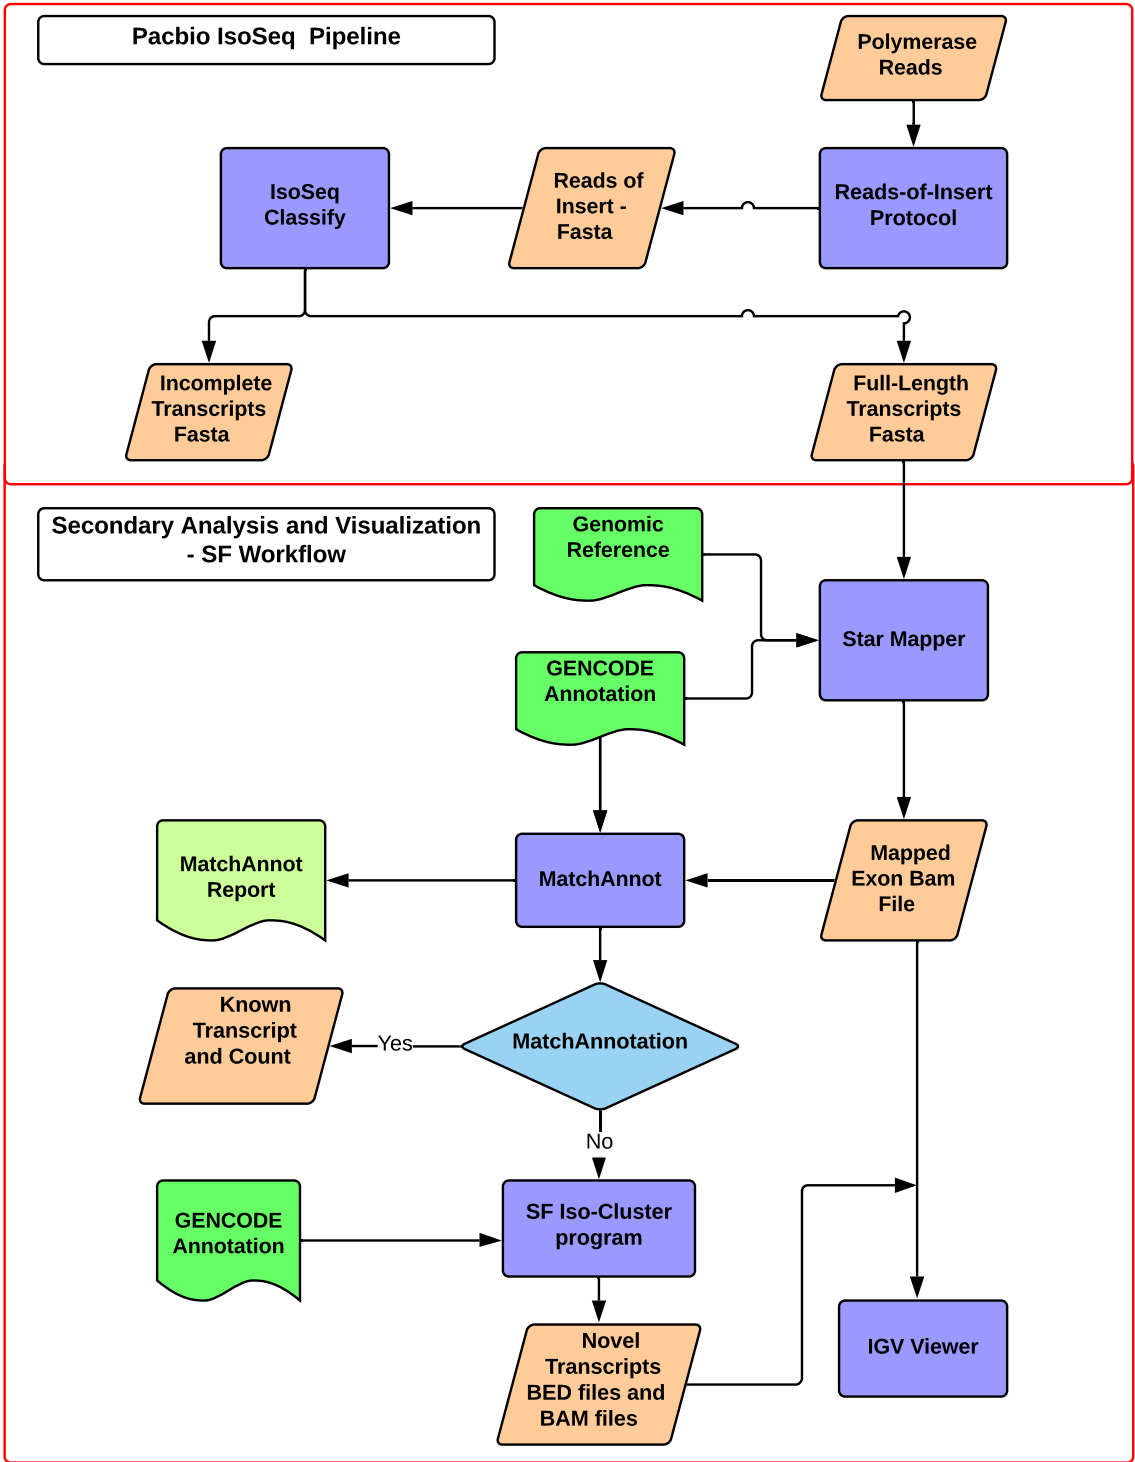 Pacbio IsoSeq  Pipeline
Polymerase
Reads
IsoSeq
Classify
Reads of
Insert -
Fasta
Reads-of-Insert
Protocol
Incomplete
Transcripts
Fasta
Full-Length
Transcripts
Fasta
Secondary Analysis and Visualization
- SF Workflow
Genomic
Reference
Star Mapper
GENCODE
Annotation
MatchAnnot
Report
MatchAnnot
Mapped
Exon Bam
File
Known
Transcript
and Count
Yes
MatchAnnotation
No
GENCODE
Annotation
SF Iso-Cluster
program
Novel
Transcripts
BED files and
BAM files
IGV Viewer